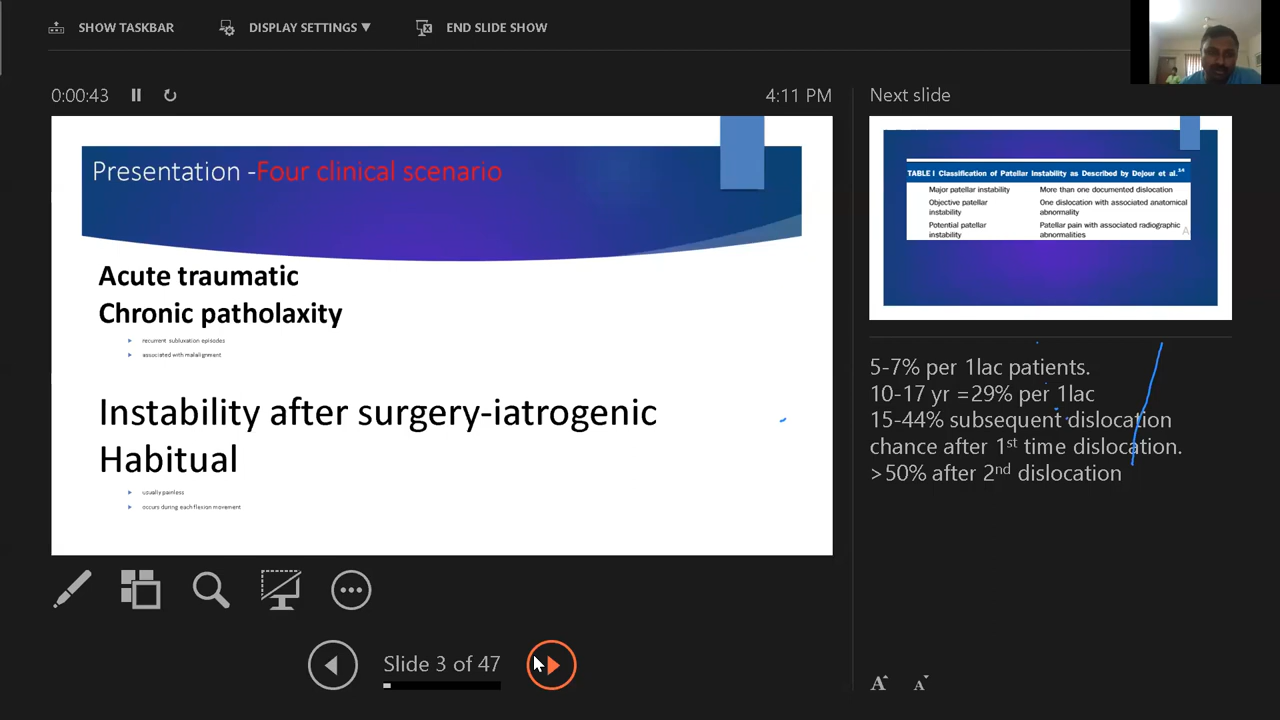 SHOW TASKBAR
DISPLAY SETTINGS ▼
END SLIDE SHOW
0:00:43
4:11 PM
Presentation -Four clinical scenario
Acute traumatic
Chronic patholaxity
recurrent subluxation episodes
associated with malalignment
Instability after surgery-iatrogenic
Habitual
usually painless
occurs during each flexion movement
Slide 3 of 47
Next slide
TABLE I Classification of Patellar Instability as Described by Dejour et al.14
Major patellar instability More than one documented dislocation
Objective patellar One dislocation with associated anatomical
instability abnormality
Potential patellar Patellar pain with associated radiographic
instability abnormalities
5-7% per 1lac patients.
10-17 yr =29% per 1lac
15-44% subsequent dislocation
chance after 1st time dislocation.
>50% after 2nd dislocation
A A